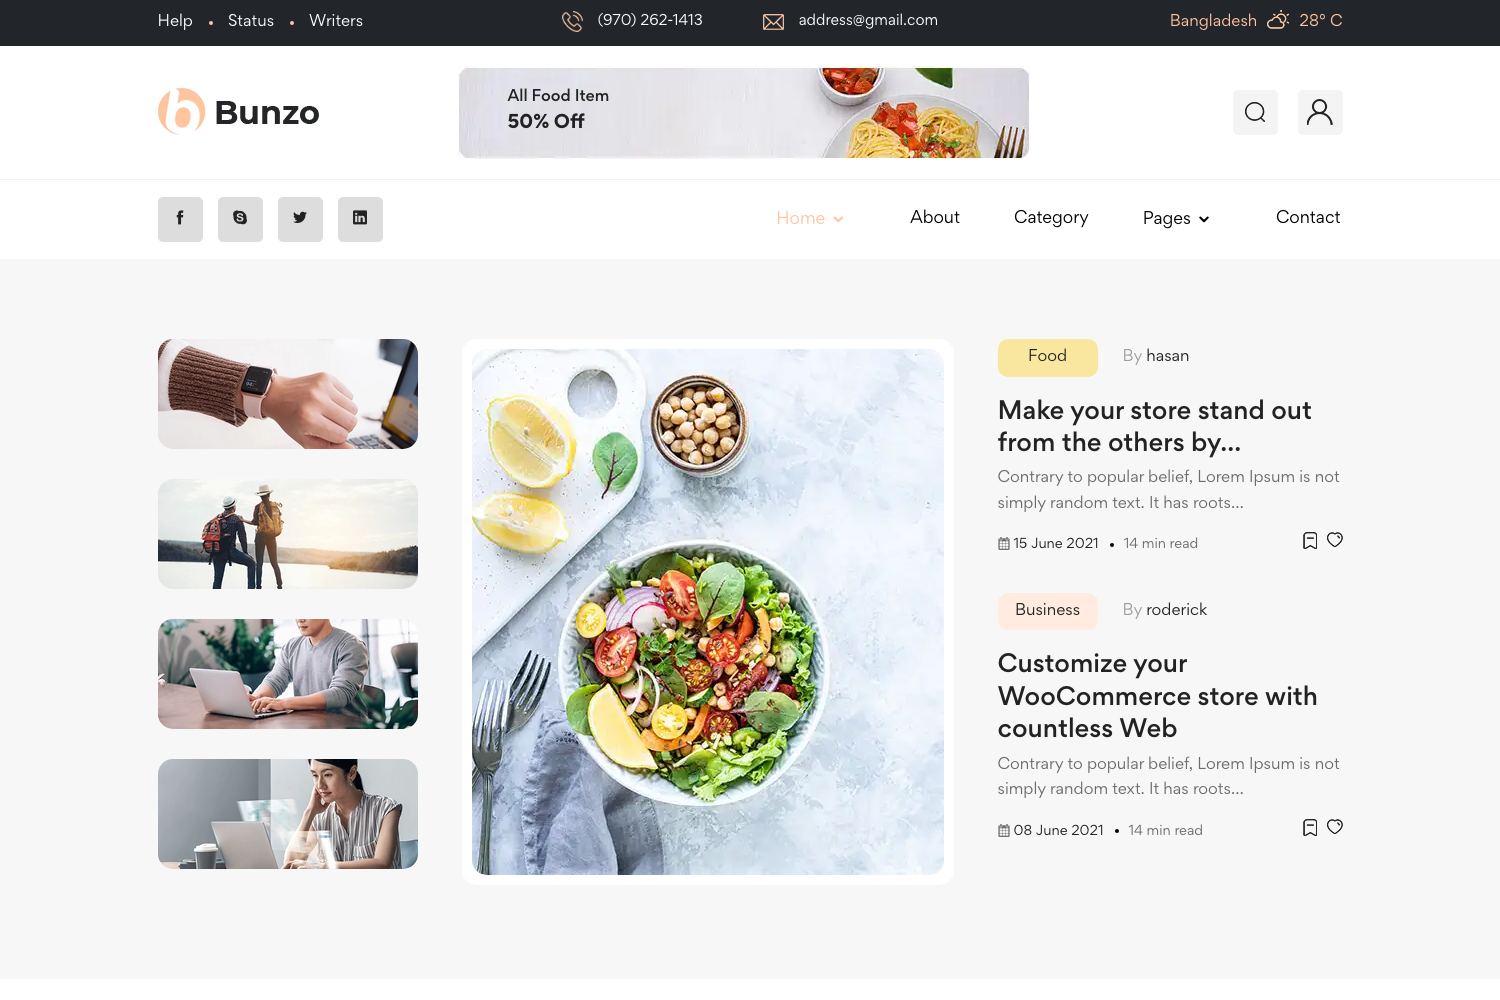 Help • Status • Writers
(970) 262-1413
address@gmail.com
Bangladesh 28° C
Bunzo
All Food Item
50% Off
Home
About
Category
Pages
Contact
Food
By hasan
Make your store stand out
from the others by...
Contrary to popular belief, Lorem Ipsum is not
simply random text. It has roots...
15 June 2021 • 14 min read
Business
By roderick
Customize your
WooCommerce store with
countless Web
Contrary to popular belief, Lorem Ipsum is not
simply random text. It has roots...
08 June 2021 • 14 min read